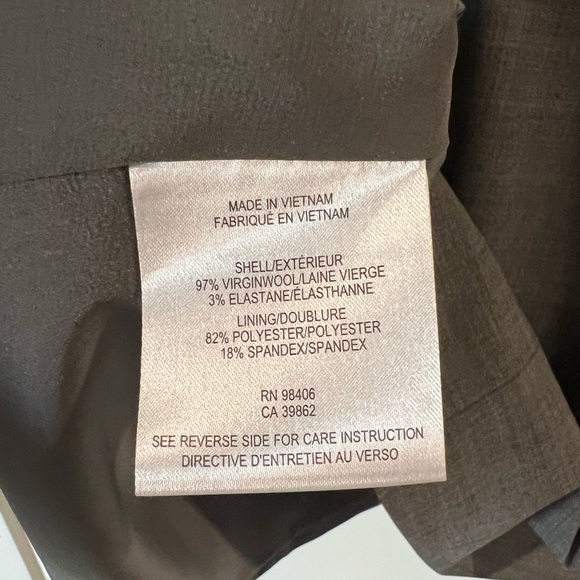 MADE IN VIETNAM
FABRIQUÉ EN VIETNAM
SHELL/EXTÉRIEUR
97% VIRGINWOOL/LAINE VIERGE
3% ELASTANE/ÉLASTHANNE
LINING/DOUBLURE
82% POLYESTER/POLYESTER
18% SPANDEX/SPANDEX
RN 98406
CA 39862
SEE REVERSE SIDE FOR CARE INSTRUCTION
DIRECTIVE D'ENTRETIEN AU VERSO